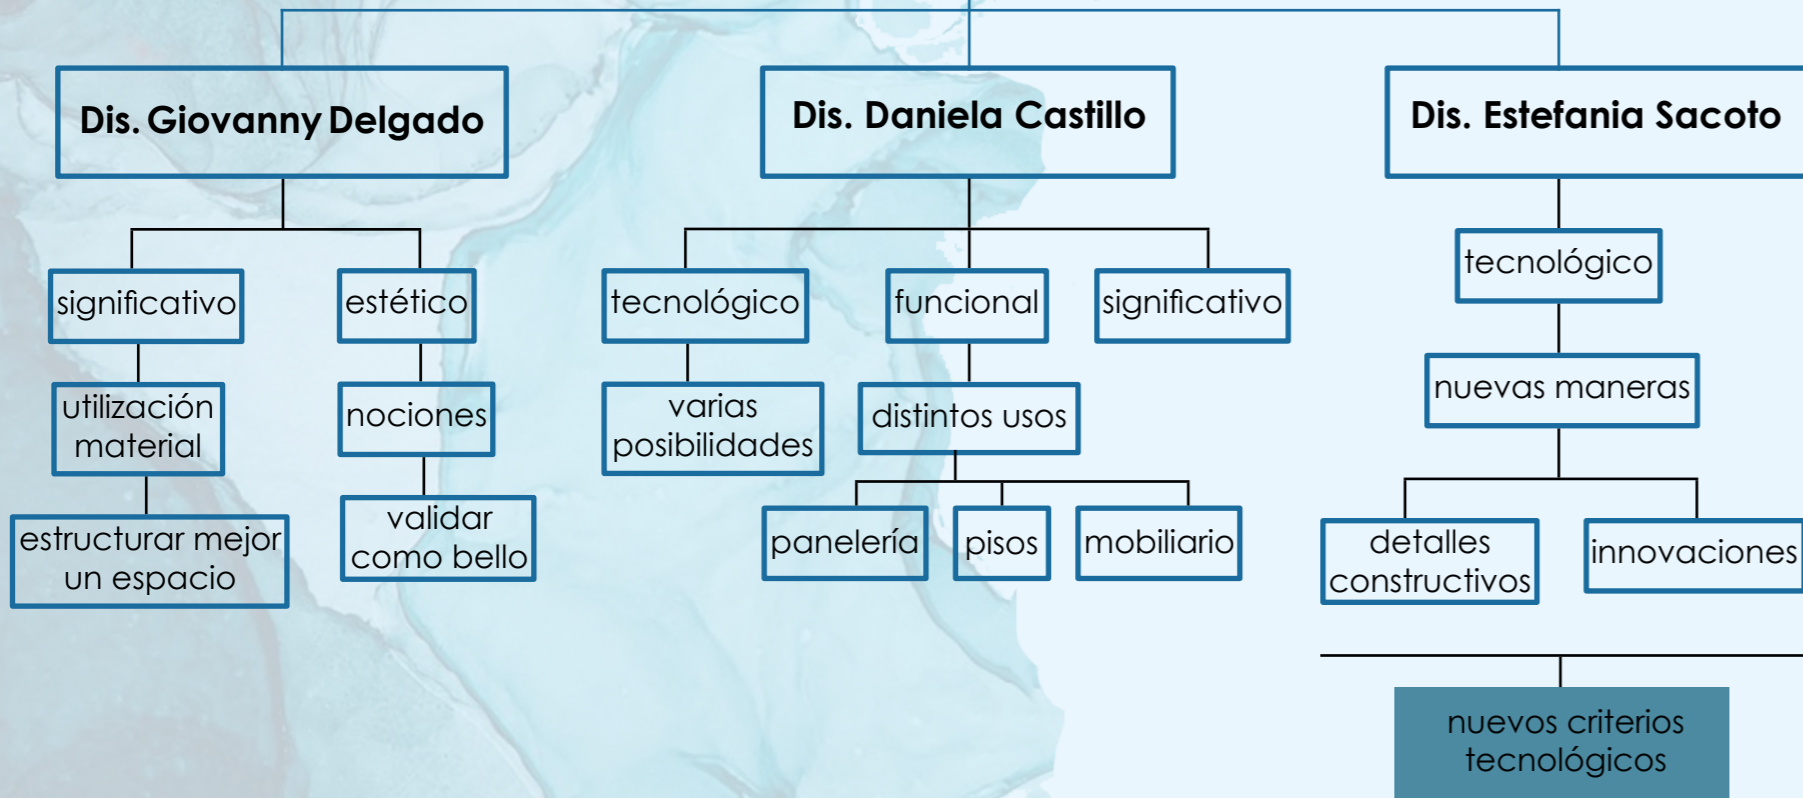 Dis. Giovanny Delgado
Dis. Daniela Castillo
Dis. Estefania Sacoto
significativo
estético
tecnológico
funcional
significativo
tecnológico
utilización
material
nociones
varias
posibilidades
distintos usos
nuevas maneras
estructurar mejor
un espacio
validar
como bello
panelería
pisos
mobiliario
detalles
constructivos
innovaciones
nuevos criterios
tecnológicos